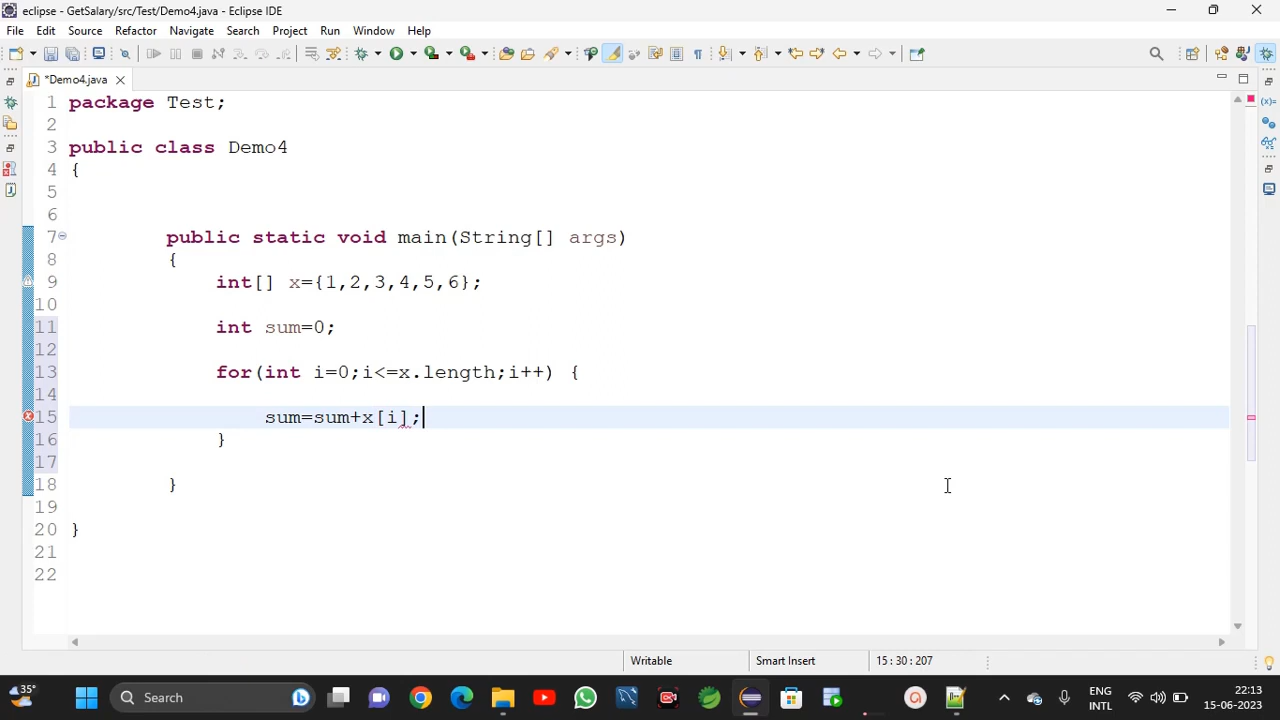 eclipse - GetSalary/src/Test/Demo4.java - Eclipse IDE
File Edit Source Refactor Navigate Search Project Run Window Help
*Demo4.java
1 package Test;
2
3 public class Demo4
4 {
5
6
7 public static void main(String[] args)
8 {
9 int[] x={1,2,3,4,5,6};
10
11 int sum=0;
12
13 for(int i=0;i<=x.length;i++) {
14
15 sum=sum+x[i];
16 }
17
18 }
19
20 }
21
22
Writable Smart Insert 15 : 30 : 207
35°
Search
ENG
INTL
22:13
15-06-2023